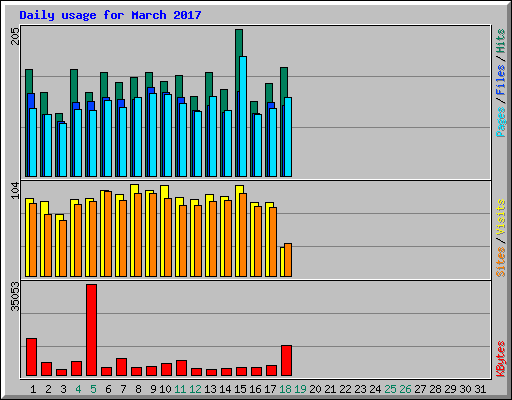 Daily usage for March 2017
205
Pages/Files/Hits
104
Sites/Visits
35053
KBytes
1 2 3 4 5 6 7 8 9 10 11 12 13 14 15 16 17 18 19 20 21 22 23 24 25 26 27 28 29 30 31